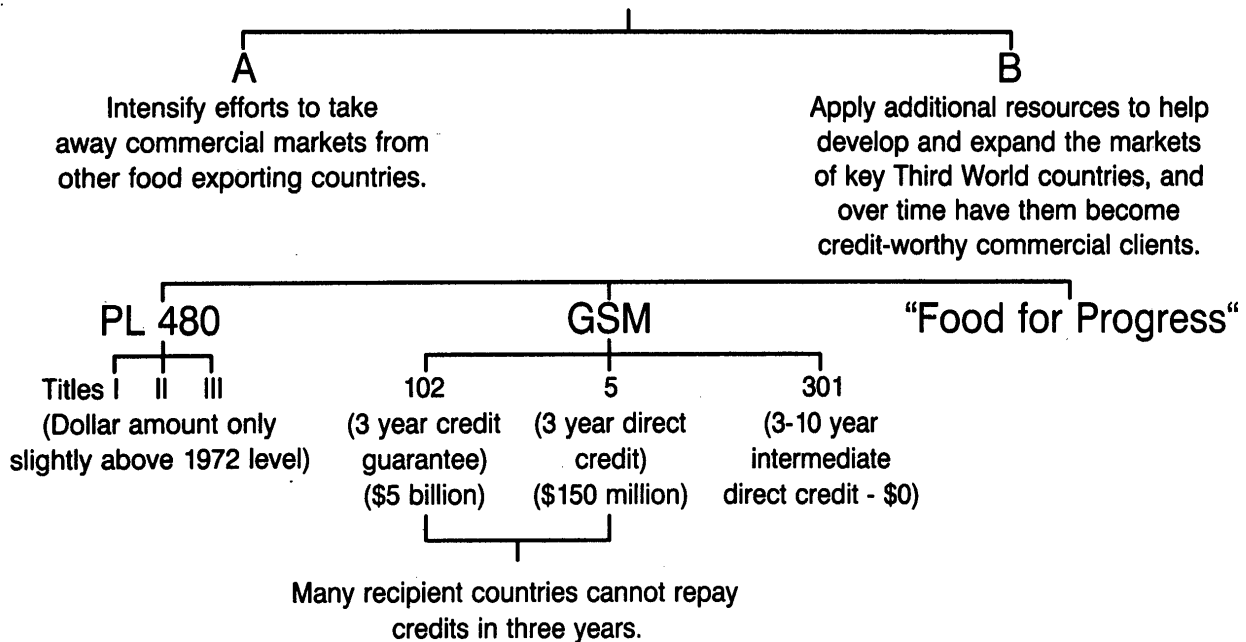 A
Intensify efforts to take
away commercial markets from
other food exporting countries.
B
Apply additional resources to help
develop and expand the markets
of key Third World countries, and
over time have them become
credit-worthy commercial clients.
PL 480
Titles I II III
(Dollar amount only
slightly above 1972 level)
GSM
102
(3 year credit
guarantee)
($5 billion)
5
(3 year direct
credit)
($150 million)
301
(3-10 year
intermediate
direct credit - $0)
Many recipient countries cannot repay
credits in three years.
“Food for Progress“